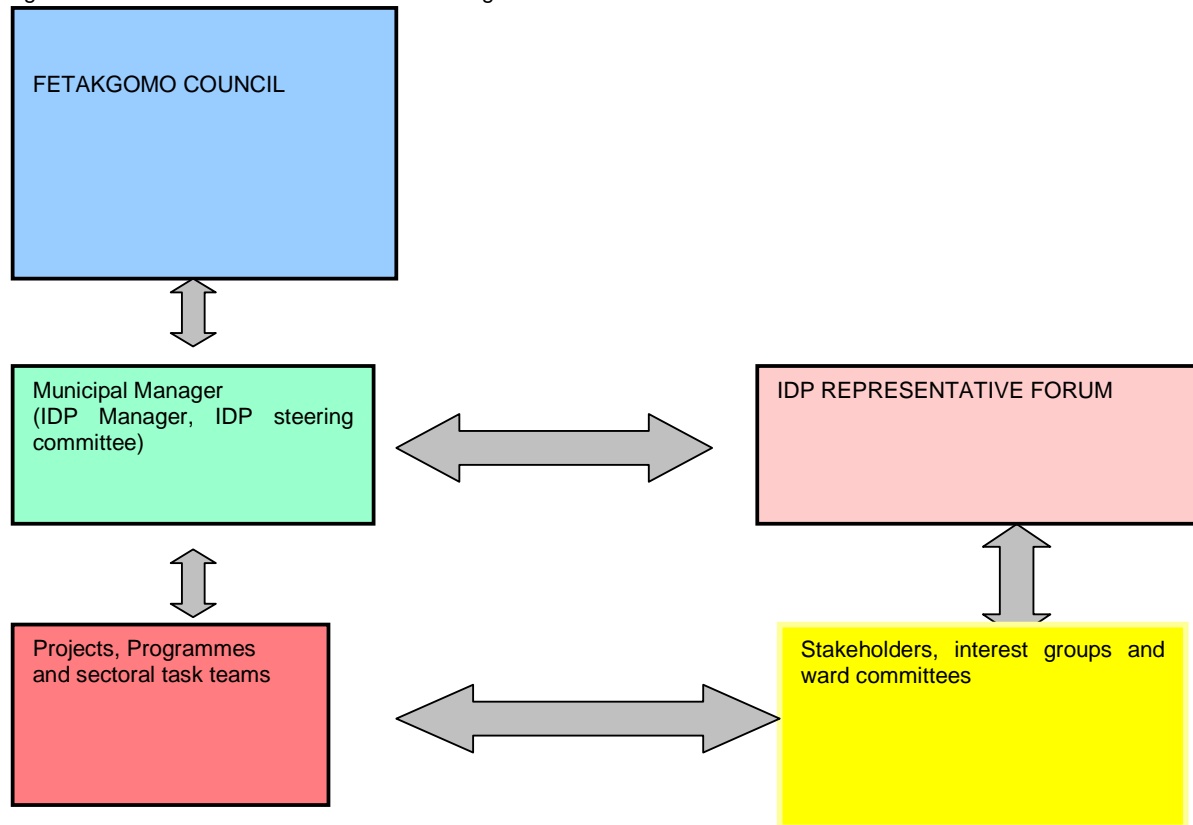 FETAKGOMO COUNCIL
Municipal Manager
(IDP Manager, IDP steering
committee)
IDP REPRESENTATIVE FORUM
Projects, Programmes
and sectoral task teams
Stakeholders, interest groups and
ward committees